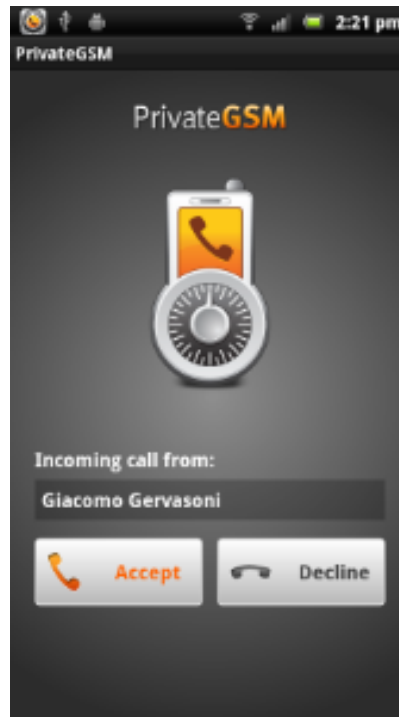 2:21 pm
PrivateGSM
PrivateGSM
Incoming call from:
Giacomo Gervasoni
Accept
Decline